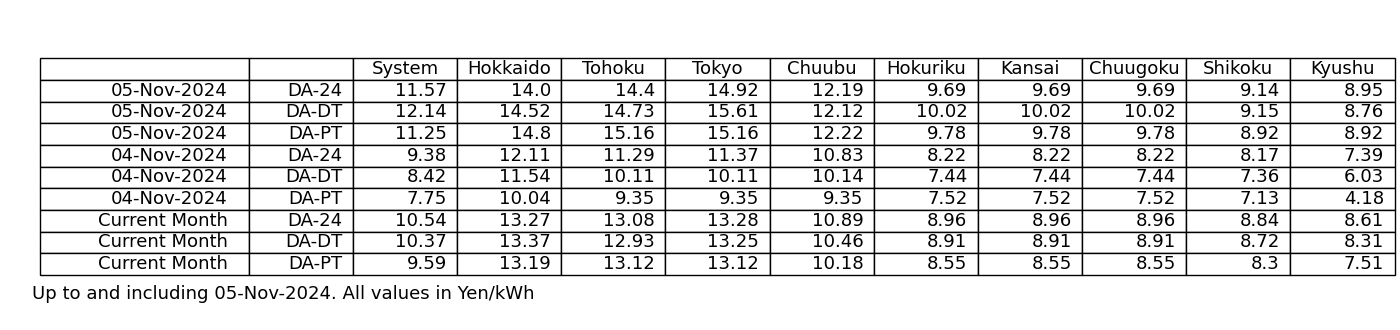 System Hokkaido Tohoku Tokyo Chuubu Hokuriku Kansai Chuugoku Shikoku Kyushu
05-Nov-2024 DA-24 11.57 14.0 14.4 14.92 12.19 9.69 9.69 9.69 9.14 8.95
05-Nov-2024 DA-DT 12.14 14.52 14.73 15.61 12.12 10.02 10.02 10.02 9.15 8.76
05-Nov-2024 DA-PT 11.25 14.8 15.16 15.16 12.22 9.78 9.78 9.78 8.92 8.92
04-Nov-2024 DA-24 9.38 12.11 11.29 11.37 10.83 8.22 8.22 8.22 8.17 7.39
04-Nov-2024 DA-DT 8.42 11.54 10.11 10.11 10.14 7.44 7.44 7.44 7.36 6.03
04-Nov-2024 DA-PT 7.75 10.04 9.35 9.35 9.35 7.52 7.52 7.52 7.13 4.18
Current Month DA-24 10.54 13.27 13.08 13.28 10.89 8.96 8.96 8.96 8.84 8.61
Current Month DA-DT 10.37 13.37 12.93 13.25 10.46 8.91 8.91 8.91 8.72 8.31
Current Month DA-PT 9.59 13.19 13.12 13.12 10.18 8.55 8.55 8.55 8.3 7.51
Up to and including 05-Nov-2024. All values in Yen/kWh